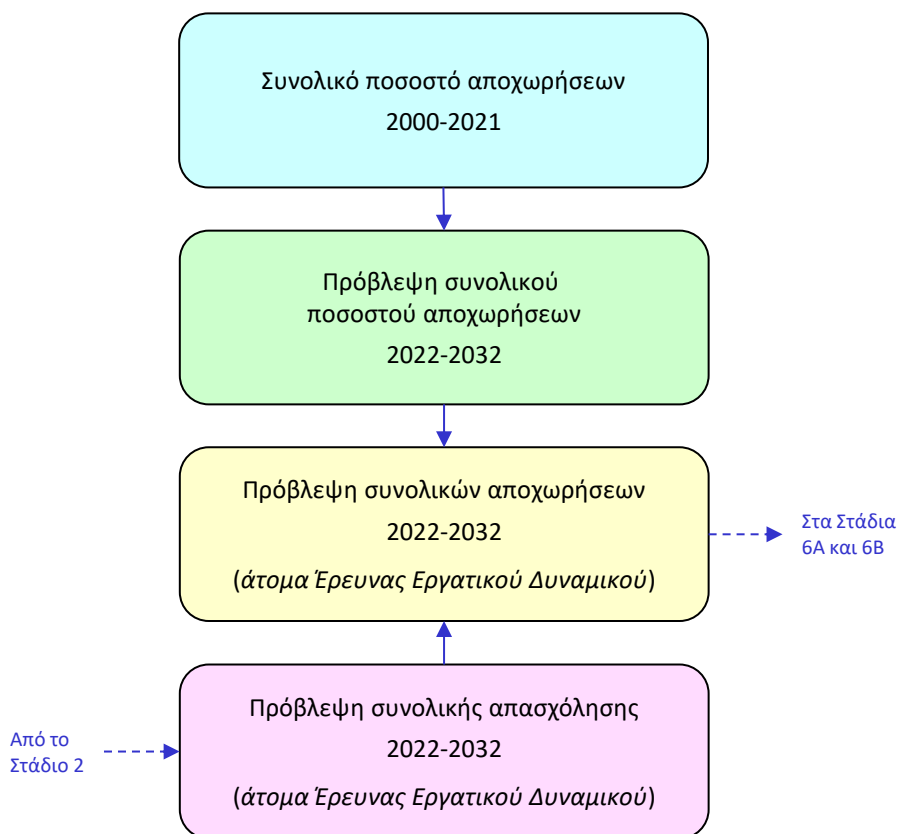 Συνολικό ποσοστό αποχωρήσεων
2000-2021
Πρόβλεψη συνολικού
ποσοστού αποχωρήσεων
2022-2032
Πρόβλεψη συνολικών αποχωρήσεων
2022-2032
(άτομα Έρευνας Εργατικού Δυναμικού)
Στα Στάδια
6Α και 6Β
Πρόβλεψη συνολικής απασχόλησης
2022-2032
(άτομα Έρευνας Εργατικού Δυναμικού)
Από το
Στάδιο 2